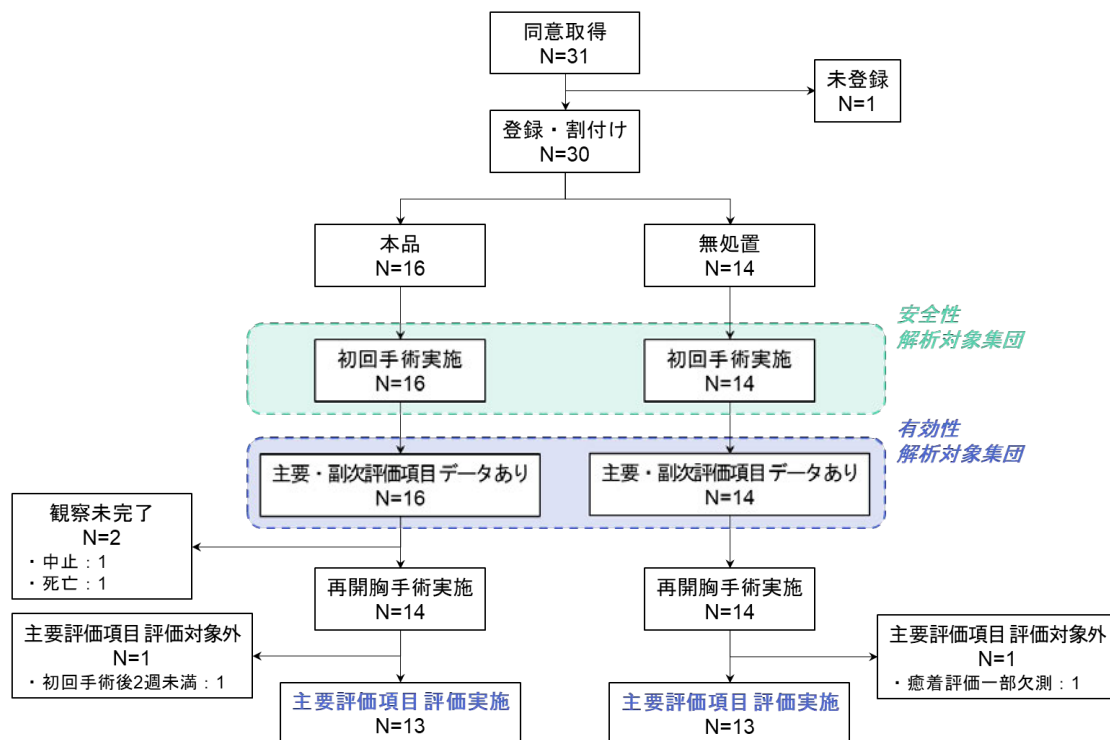 同意取得
N=31
未登録
N=1
登録・割付け
N=30
本品
N=16
無処置
N=14
安全性
解析対象集団
初回手術実施
N=16
初回手術実施
N=14
有効性
解析対象集団
主要・副次評価項目データあり
N=16
主要・副次評価項目データあり
N=14
観察未完了
N=2
・中止：1
・死亡：1
再開胸手術実施
N=14
再開胸手術実施
N=14
主要評価項目評価対象外
N=1
・初回手術後2週未満：1
主要評価項目評価対象外
N=1
・癒着評価一部欠測：1
主要評価項目評価実施
N=13
主要評価項目評価実施
N=13